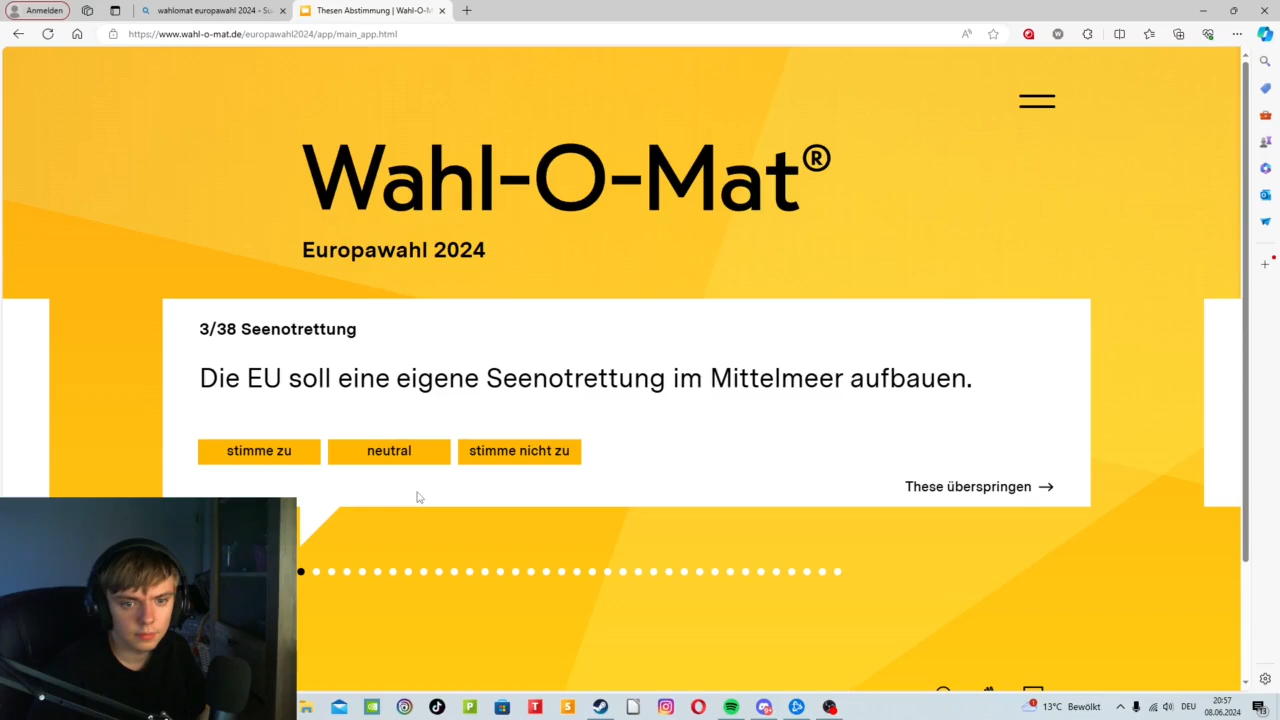 Anmelden
wahlomat europawahl 2024 - Su
Thesen Abstimmung | Wahl-O-M
https://www.wahl-o-mat.de/europawahl2024/app/main_app.html
Wahl-O-Mat®
Europawahl 2024
3/38 Seenotrettung
Die EU soll eine eigene Seenotrettung im Mittelmeer aufbauen.
stimme zu
neutral
stimme nicht zu
These überspringen →
13°C Bewölkt
DEU
20:57
08.06.2024